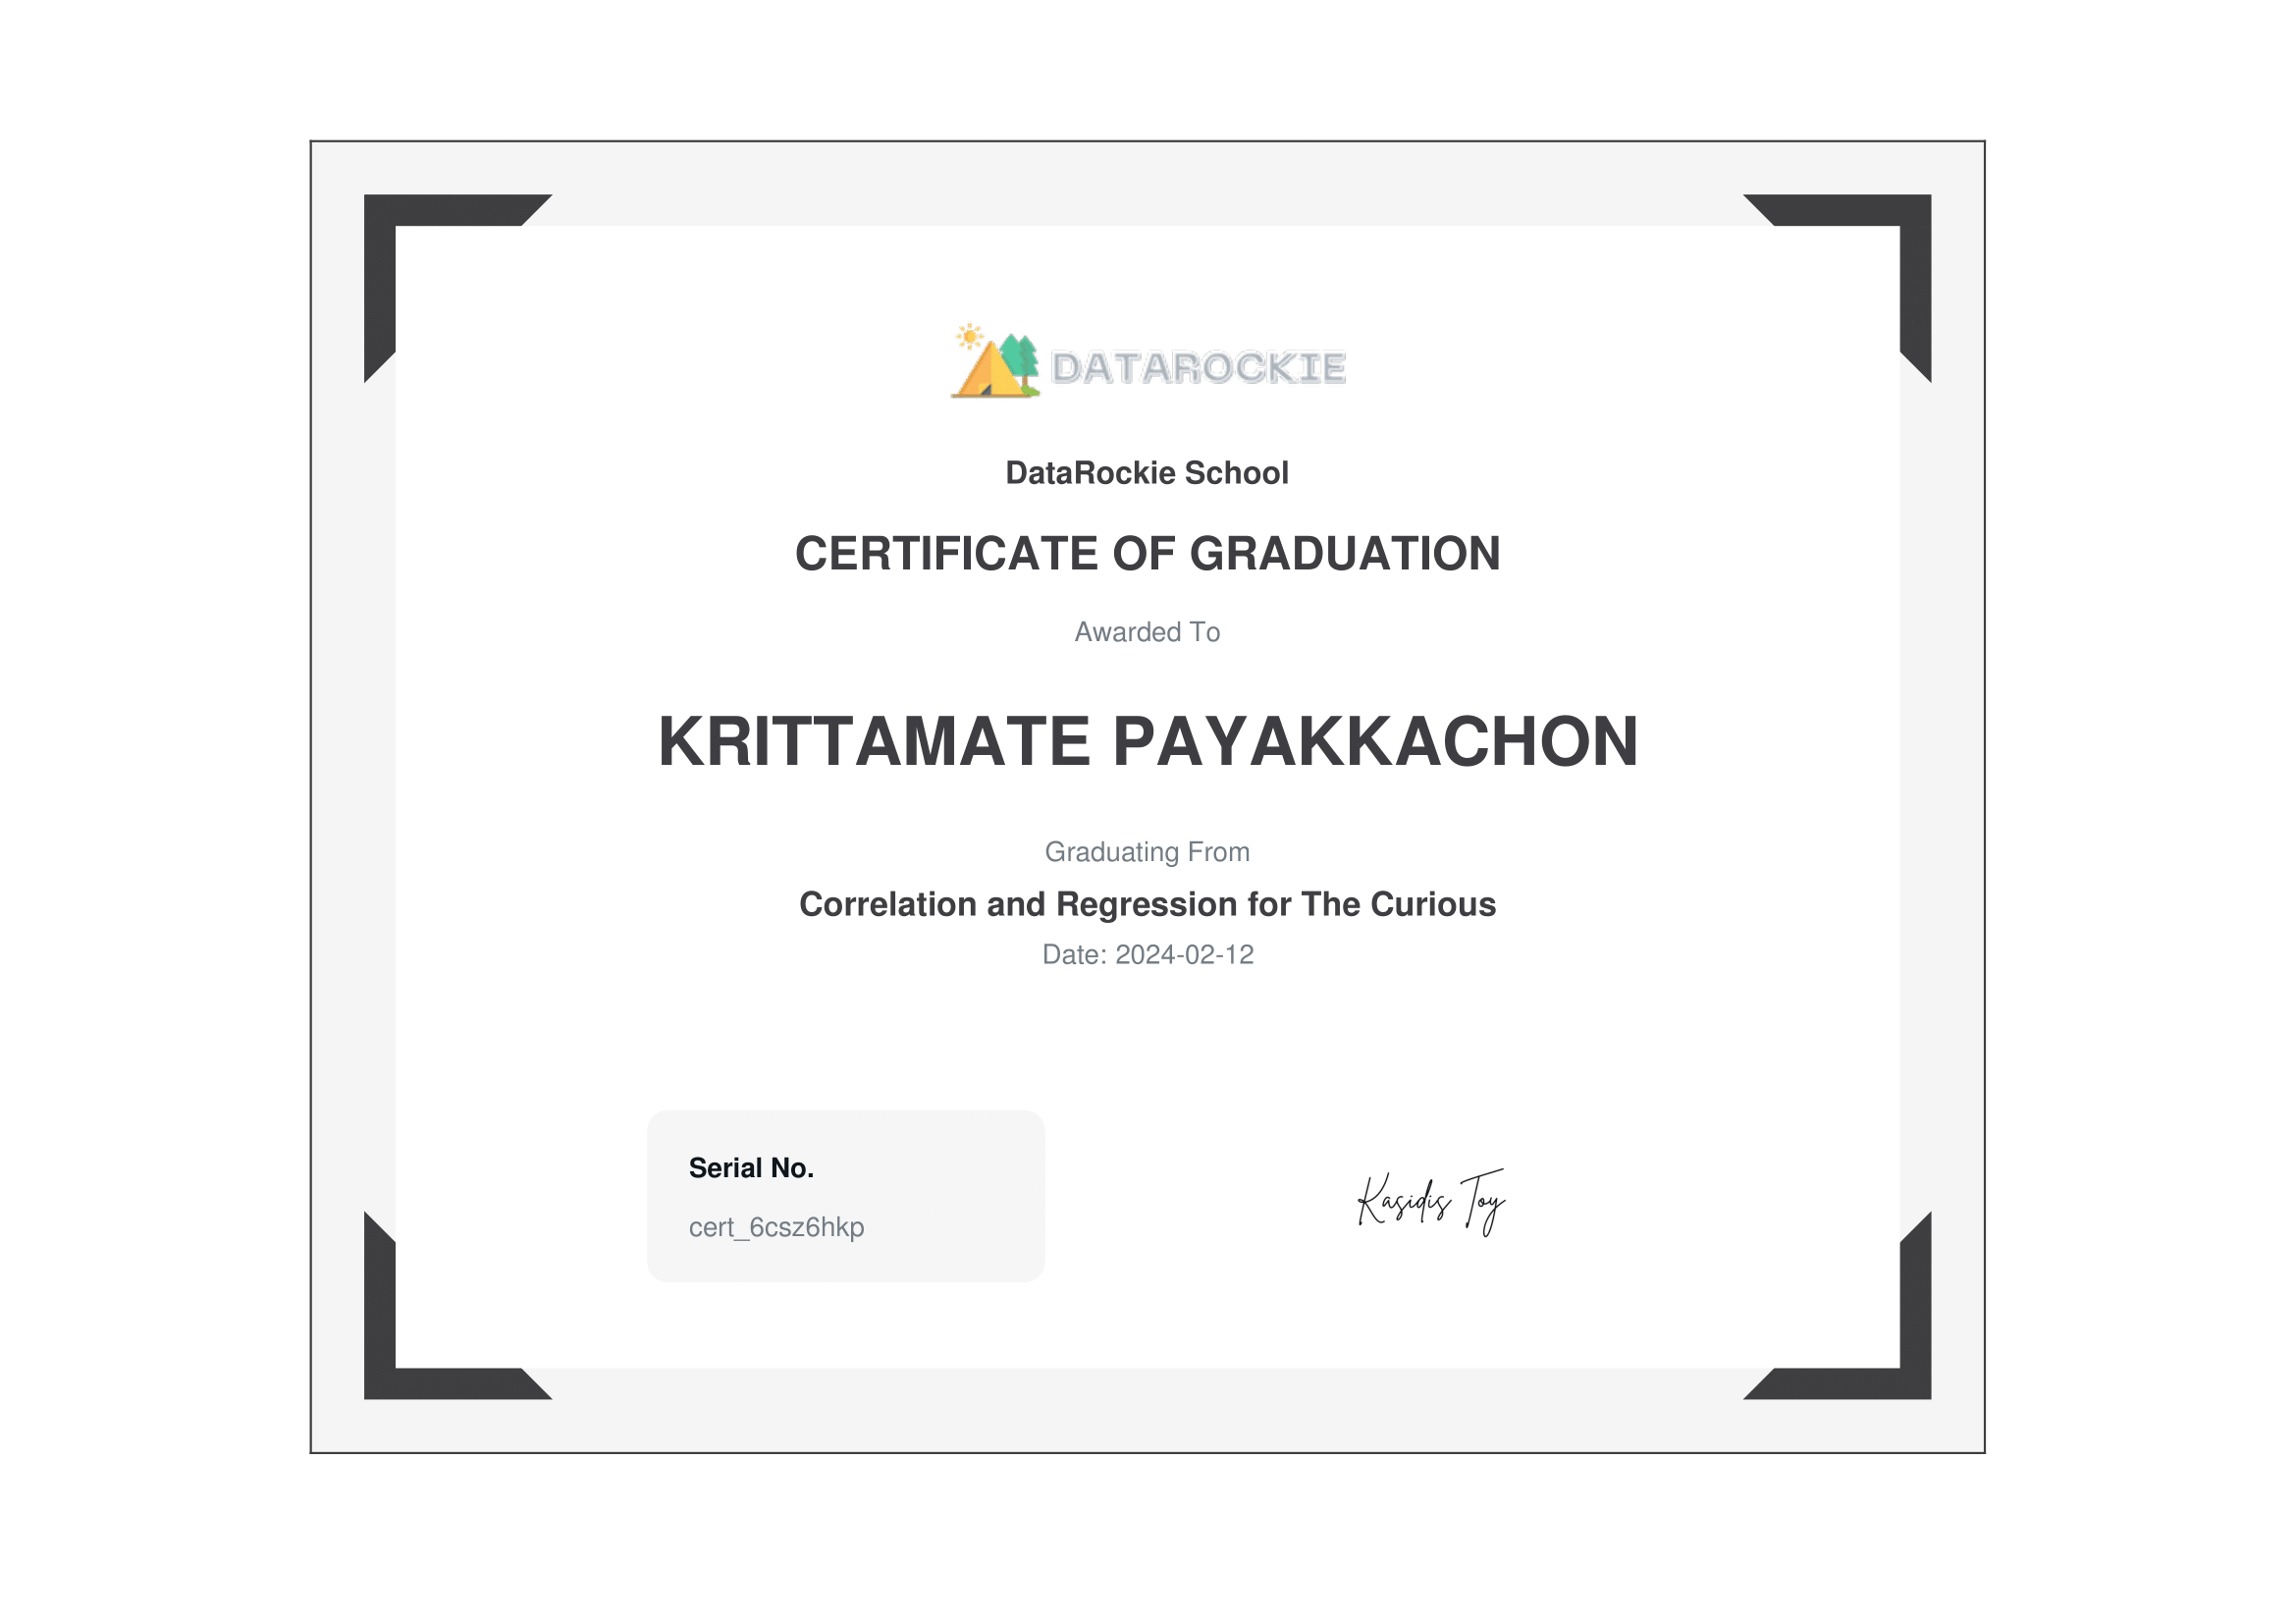 DATAROCKIE
DataRockie School
CERTIFICATE OF GRADUATION
Awarded To
KRITTAMATE PAYAKKACHON
Graduating From
Correlation and Regression for The Curious
Date: 2024-02-12
Serial No.
cert_6csz6hkp
Kasidis Toy